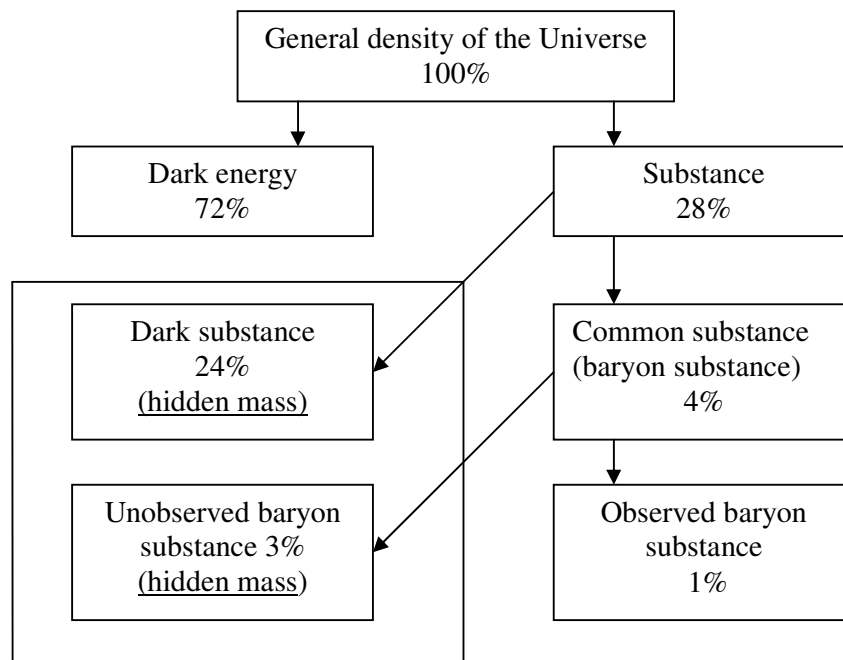 General density of the Universe
100%
Dark energy
72%
Substance
28%
Dark substance
24%
(hidden mass)
Common substance
(baryon substance)
4%
Unobserved baryon
substance 3%
(hidden mass)
Observed baryon
substance
1%